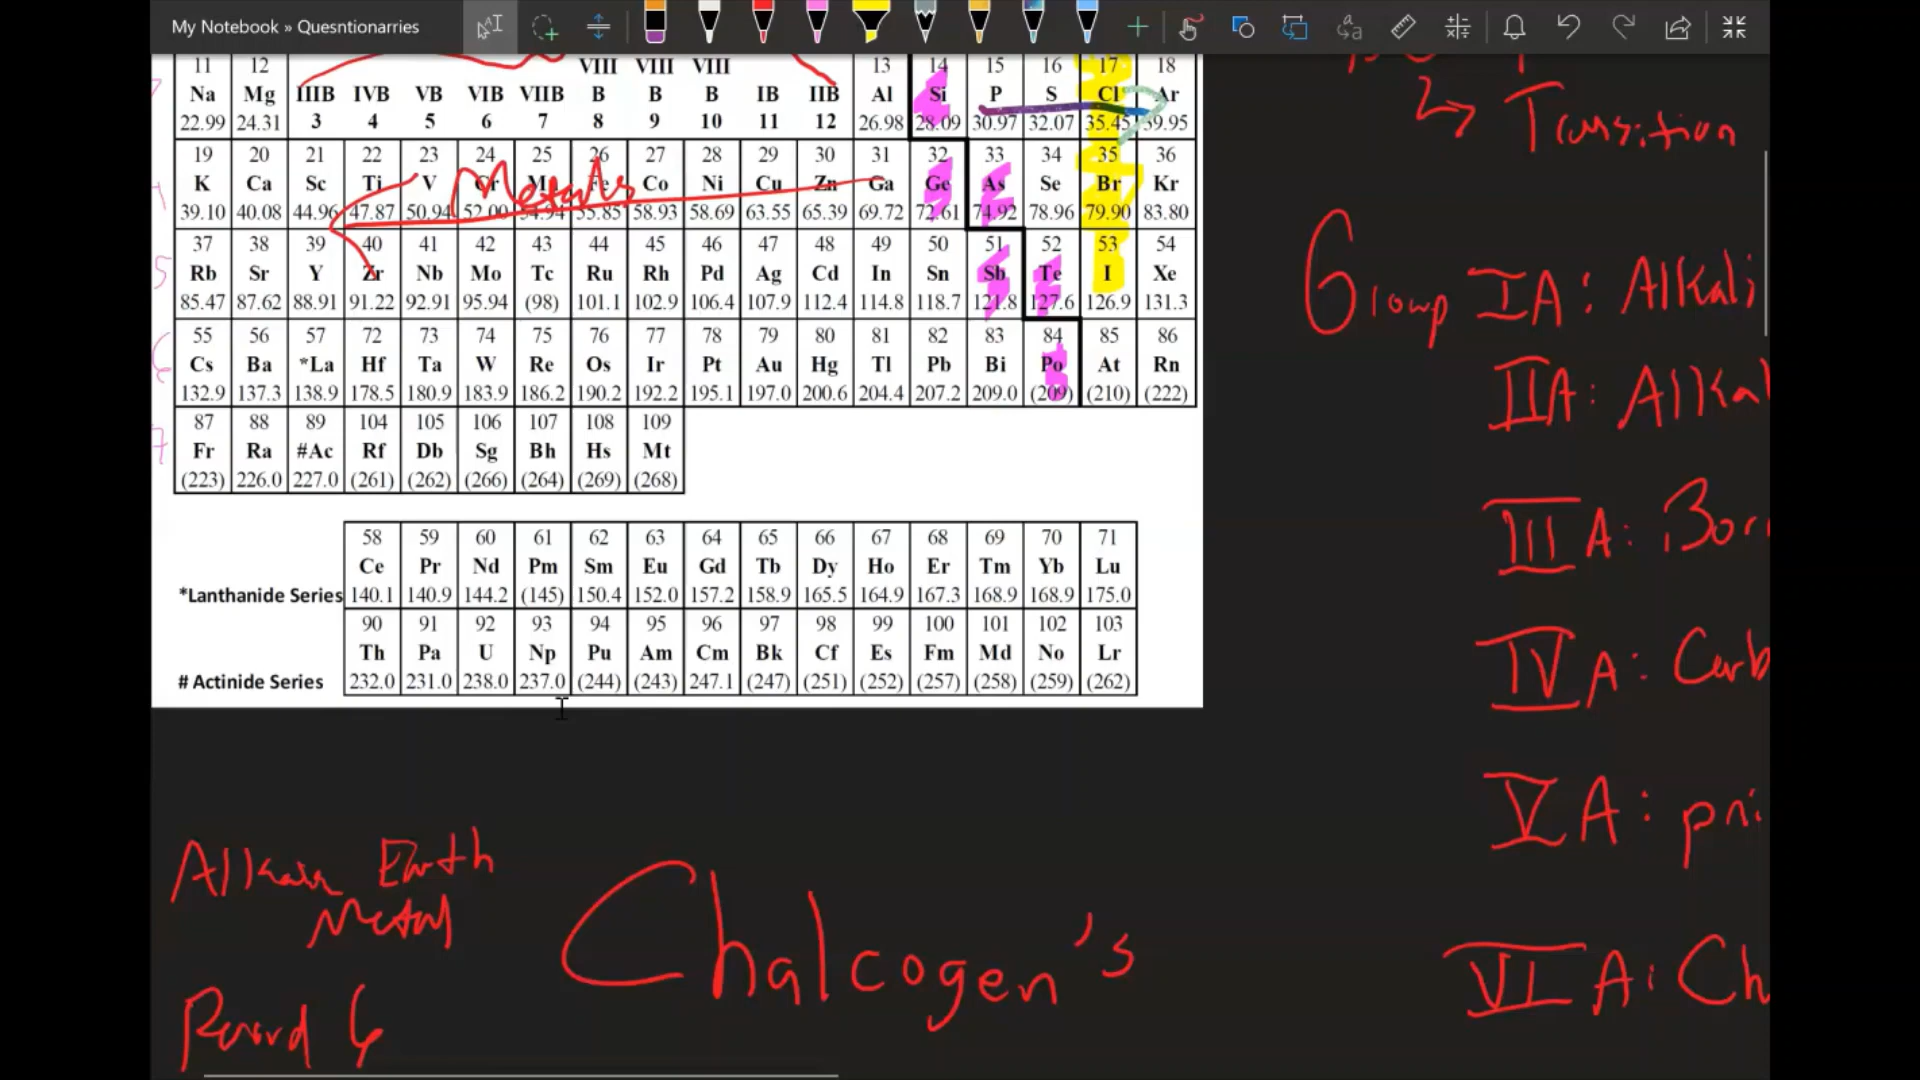 My Notebook » Quesntionarries
11 12 VIII VIII VIII 13 14 15 16 17 18
Na Mg IIIB IVB VB VIB VIIB B B B IB IIB Al Si P S Cl Ar
22.99 24.31 3 4 5 6 7 8 9 10 11 12 26.98 28.09 30.97 32.07 35.45 39.95
19 20 21 22 23 24 25 26 27 28 29 30 31 32 33 34 35 36
K Ca Sc Ti V Cr Mn Fe Co Ni Cu Zn Ga Ge As Se Br Kr
Metals
39.10 40.08 44.96 47.87 50.94 52.00 54.94 55.85 58.93 58.69 63.55 65.39 69.72 72.61 74.92 78.96 79.90 83.80
37 38 39 40 41 42 43 44 45 46 47 48 49 50 51 52 53 54
5 Rb Sr Y Zr Nb Mo Tc Ru Rh Pd Ag Cd In Sn Sb Te I Xe
85.47 87.62 88.91 91.22 92.91 95.94 (98) 101.1 102.9 106.4 107.9 112.4 114.8 118.7 121.8 127.6 126.9 131.3
55 56 57 72 73 74 75 76 77 78 79 80 81 82 83 84 85 86
6 Cs Ba *La Hf Ta W Re Os Ir Pt Au Hg Tl Pb Bi Po At Rn
132.9 137.3 138.9 178.5 180.9 183.9 186.2 190.2 192.2 195.1 197.0 200.6 204.4 207.2 209.0 (209) (210) (222)
87 88 89 104 105 106 107 108 109
7 Fr Ra #Ac Rf Db Sg Bh Hs Mt
(223) 226.0 227.0 (261) (262) (266) (264) (269) (268)
58 59 60 61 62 63 64 65 66 67 68 69 70 71
Ce Pr Nd Pm Sm Eu Gd Tb Dy Ho Er Tm Yb Lu
*Lanthanide Series 140.1 140.9 144.2 (145) 150.4 152.0 157.2 158.9 165.5 164.9 167.3 168.9 168.9 175.0
90 91 92 93 94 95 96 97 98 99 100 101 102 103
Th Pa U Np Pu Am Cm Bk Cf Es Fm Md No Lr
# Actinide Series 232.0 231.0 238.0 237.0 (244) (243) 247.1 (247) (251) (252) (257) (258) (259) (262)
Transition
Group IA: Alkali
IIA: Alkal
IIIA: Bor
IVA: Carb
VA: pni
VIA: Ch
Earth
Metal
Chalcogen's
Period 6